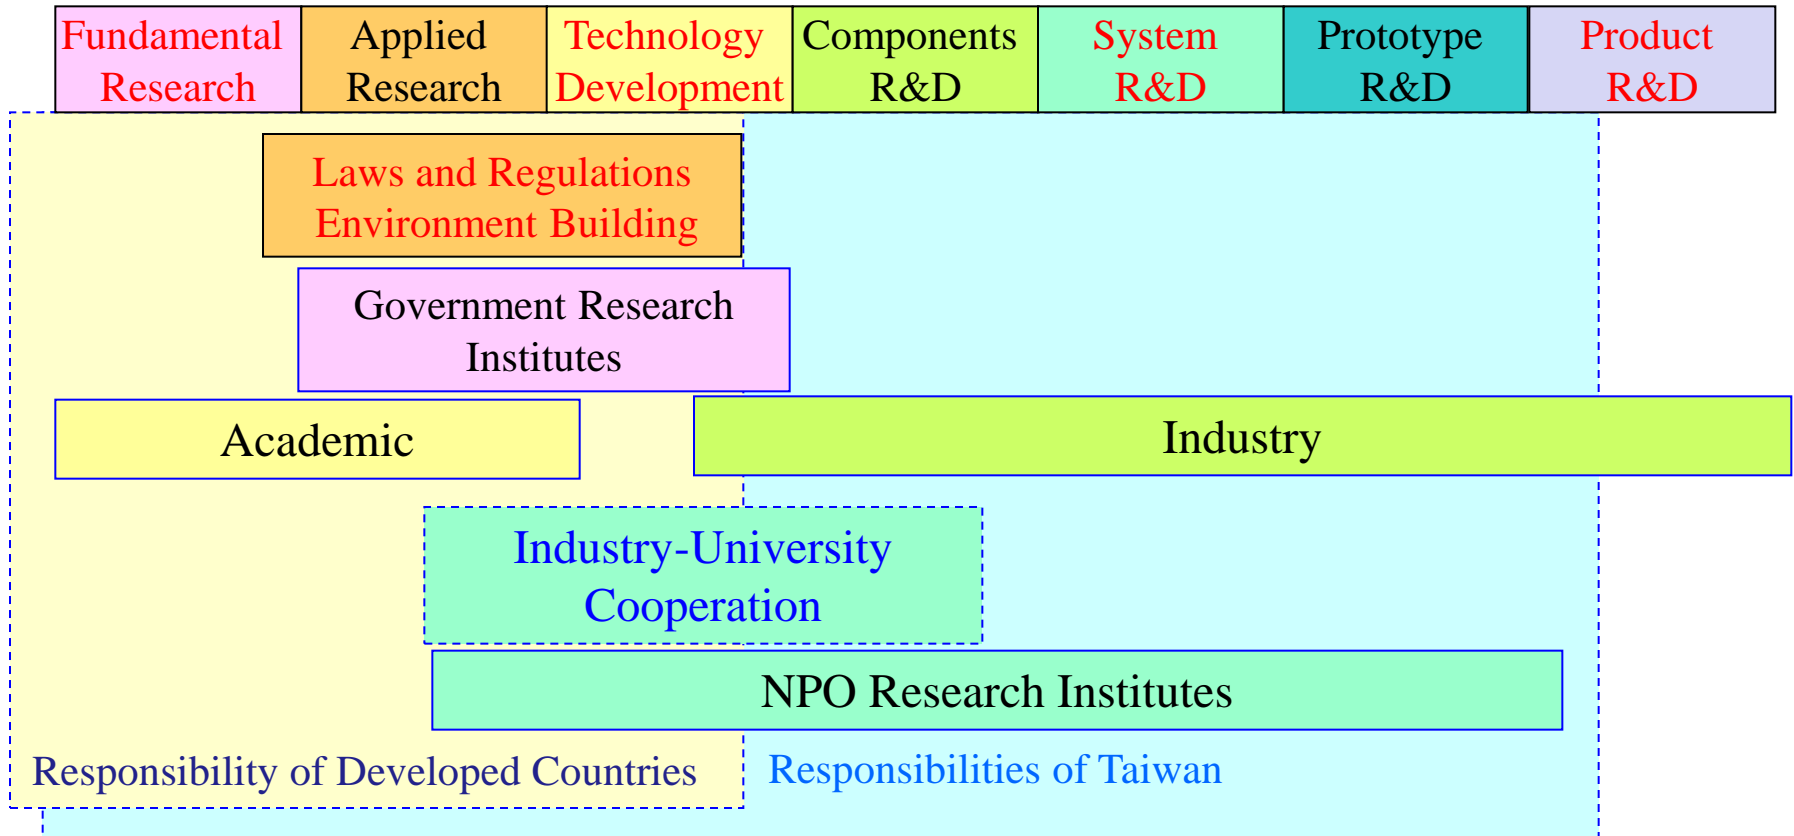 Fundamental
Research
Applied
Research
Technology
Development
Components
R&D
System
R&D
Prototype
R&D
Product
R&D
Laws and Regulations
Environment Building
Government Research
Institutes
Academic
Industry
Industry-University
Cooperation
NPO Research Institutes
Responsibility of Developed Countries
Responsibilities of Taiwan